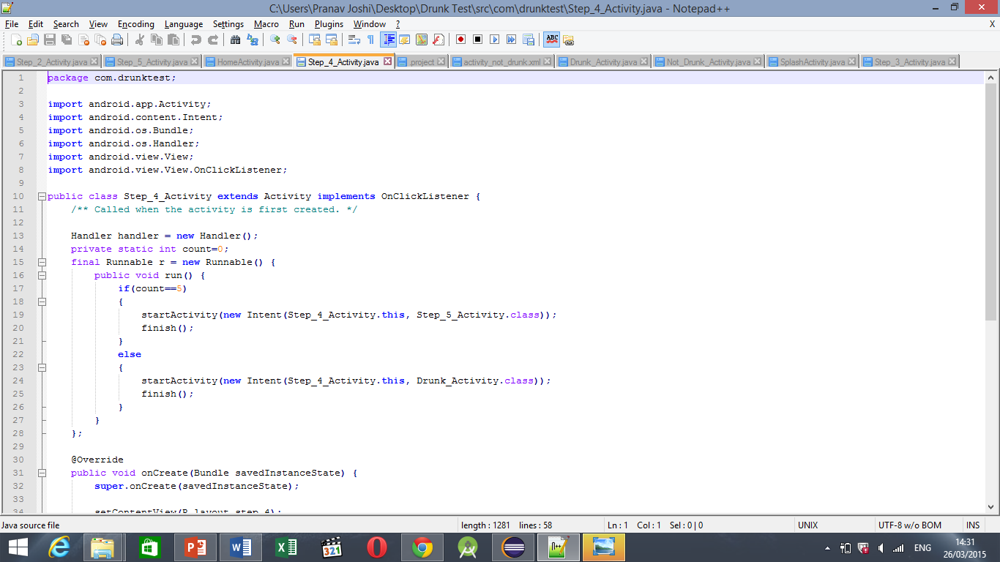 C:\Users\Pranav Joshi\Desktop\Drunk Test\src\com\drunktest\Step_4_Activity.java - Notepad++
File Edit Search View Encoding Language Settings Macro Run Plugins Window ? X
ABC
Step_2_Activity.java Step_5_Activity.java HomeActivity.java Step_4_Activity.java .project activity_not_drunk.xml Drunk_Activity.java Not_Drunk_Activity.java SplashActivity.java Step_3_Activity.java
1 package com.drunktest;
2
3 import android.app.Activity;
4 import android.content.Intent;
5 import android.os.Bundle;
6 import android.os.Handler;
7 import android.view.View;
8 import android.view.View.OnClickListener;
9
10 public class Step_4_Activity extends Activity implements OnClickListener {
11 /** Called when the activity is first created. */
12
13 Handler handler = new Handler();
14 private static int count=0;
15 final Runnable r = new Runnable() {
16 public void run() {
17 if(count==5)
18 {
19 startActivity(new Intent(Step_4_Activity.this, Step_5_Activity.class));
20 finish();
21 }
22 else
23 {
24 startActivity(new Intent(Step_4_Activity.this, Drunk_Activity.class));
25 finish();
26 }
27 }
28 };
29
30 @Override
31 public void onCreate(Bundle savedInstanceState) {
32 super.onCreate(savedInstanceState);
33
34 setContentView(R.layout.step_4);
Java source file length : 1281 lines : 58 Ln : 1 Col : 1 Sel : 0 | 0 UNIX UTF-8 w/o BOM INS
321
n++
ENG
14:31
26/03/2015